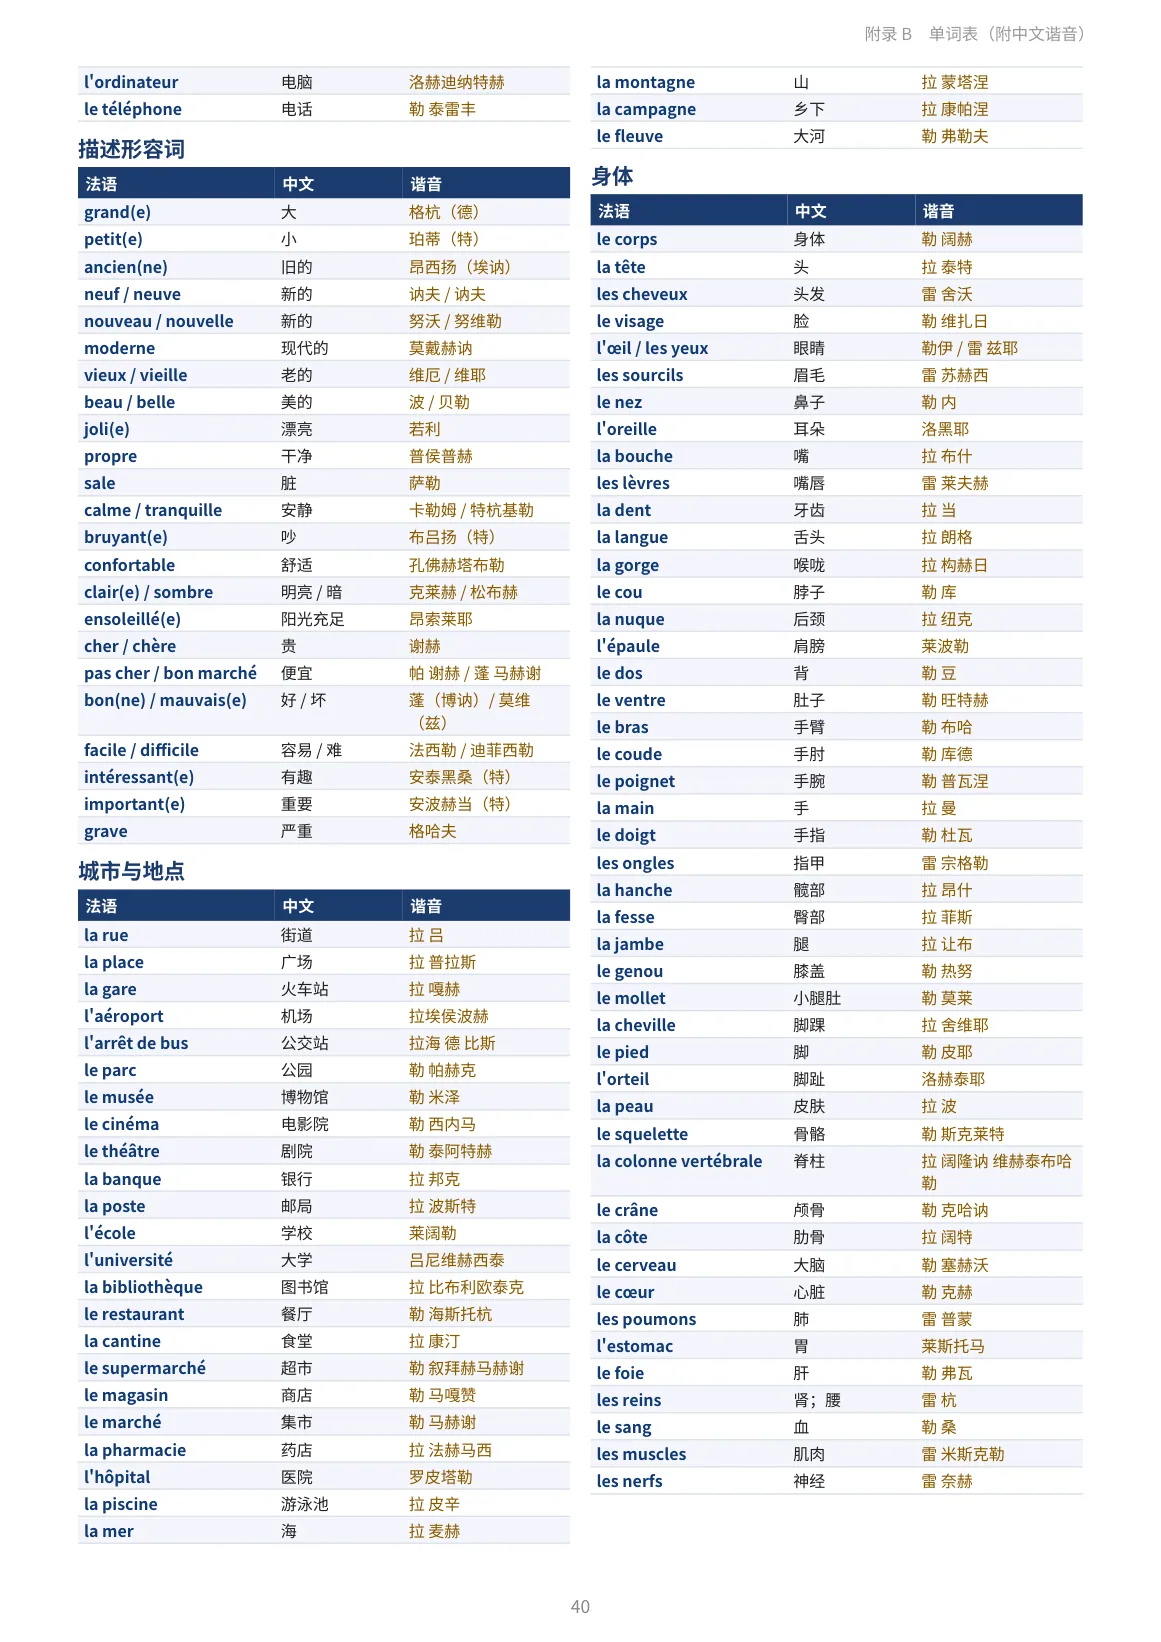 附录 B 单词表（附中文谐音）
l'ordinateur 电脑 洛赫迪纳特赫
le téléphone 电话 勒 泰雷丰
描述形容词
法语 中文 谐音
grand(e) 大 格杭（德）
petit(e) 小 珀蒂（特）
ancien(ne) 旧的 昂西扬（埃讷）
neuf / neuve 新的 讷夫 / 讷夫
nouveau / nouvelle 新的 努沃 / 努维勒
moderne 现代的 莫戴赫讷
vieux / vieille 老的 维厄 / 维耶
beau / belle 美的 波 / 贝勒
joli(e) 漂亮 若利
propre 干净 普侯普赫
sale 脏 萨勒
calme / tranquille 安静 卡勒姆 / 特杭基勒
bruyant(e) 吵 布吕扬（特）
confortable 舒适 孔佛赫塔布勒
clair(e) / sombre 明亮 / 暗 克莱赫 / 松布赫
ensoleillé(e) 阳光充足 昂索莱耶
cher / chère 贵 谢赫
pas cher / bon marché 便宜 帕 谢赫 / 蓬 马赫谢
bon(ne) / mauvais(e) 好 / 坏 蓬（博讷）/ 莫维
（兹）
facile / difficile 容易 / 难 法西勒 / 迪菲西勒
intéressant(e) 有趣 安泰黑桑（特）
important(e) 重要 安波赫当（特）
grave 严重 格哈夫
城市与地点
法语 中文 谐音
la rue 街道 拉 吕
la place 广场 拉 普拉斯
la gare 火车站 拉 嘎赫
l'aéroport 机场 拉埃侯波赫
l'arrêt de bus 公交站 拉海 德 比斯
le parc 公园 勒 帕赫克
le musée 博物馆 勒 米泽
le cinéma 电影院 勒 西内马
le théâtre 剧院 勒 泰阿特赫
la banque 银行 拉 邦克
la poste 邮局 拉 波斯特
l'école 学校 莱阔勒
l'université 大学 吕尼维赫西泰
la bibliothèque 图书馆 拉 比布利欧泰克
le restaurant 餐厅 勒 海斯托杭
la cantine 食堂 拉 康汀
le supermarché 超市 勒 叙拜赫马赫谢
le magasin 商店 勒 马嘎赞
le marché 集市 勒 马赫谢
la pharmacie 药店 拉 法赫马西
l'hôpital 医院 罗皮塔勒
la piscine 游泳池 拉 皮辛
la mer 海 拉 麦赫
la montagne 山 拉 蒙塔涅
la campagne 乡下 拉 康帕涅
le fleuve 大河 勒 弗勒夫
身体
法语 中文 谐音
le corps 身体 勒 阔赫
la tête 头 拉 泰特
les cheveux 头发 雷 舍沃
le visage 脸 勒 维扎日
l'œil / les yeux 眼睛 勒伊 / 雷 兹耶
les sourcils 眉毛 雷 苏赫西
le nez 鼻子 勒 内
l'oreille 耳朵 洛黑耶
la bouche 嘴 拉 布什
les lèvres 嘴唇 雷 莱夫赫
la dent 牙齿 拉 当
la langue 舌头 拉 朗格
la gorge 喉咙 拉 构赫日
le cou 脖子 勒 库
la nuque 后颈 拉 纽克
l'épaule 肩膀 莱波勒
le dos 背 勒 豆
le ventre 肚子 勒 旺特赫
le bras 手臂 勒 布哈
le coude 手肘 勒 库德
le poignet 手腕 勒 普瓦涅
la main 手 拉 曼
le doigt 手指 勒 杜瓦
les ongles 指甲 雷 宗格勒
la hanche 髋部 拉 昂什
la fesse 臀部 拉 菲斯
la jambe 腿 拉 让布
le genou 膝盖 勒 热努
le mollet 小腿肚 勒 莫莱
la cheville 脚踝 拉 舍维耶
le pied 脚 勒 皮耶
l'orteil 脚趾 洛赫泰耶
la peau 皮肤 拉 波
le squelette 骨骼 勒 斯克莱特
la colonne vertébrale 脊柱 拉 阔隆讷 维赫泰布哈
勒
le crâne 颅骨 勒 克哈讷
la côte 肋骨 拉 阔特
le cerveau 大脑 勒 塞赫沃
le cœur 心脏 勒 克赫
les poumons 肺 雷 普蒙
l'estomac 胃 莱斯托马
le foie 肝 勒 弗瓦
les reins 肾；腰 雷 杭
le sang 血 勒 桑
les muscles 肌肉 雷 米斯克勒
les nerfs 神经 雷 奈赫
40